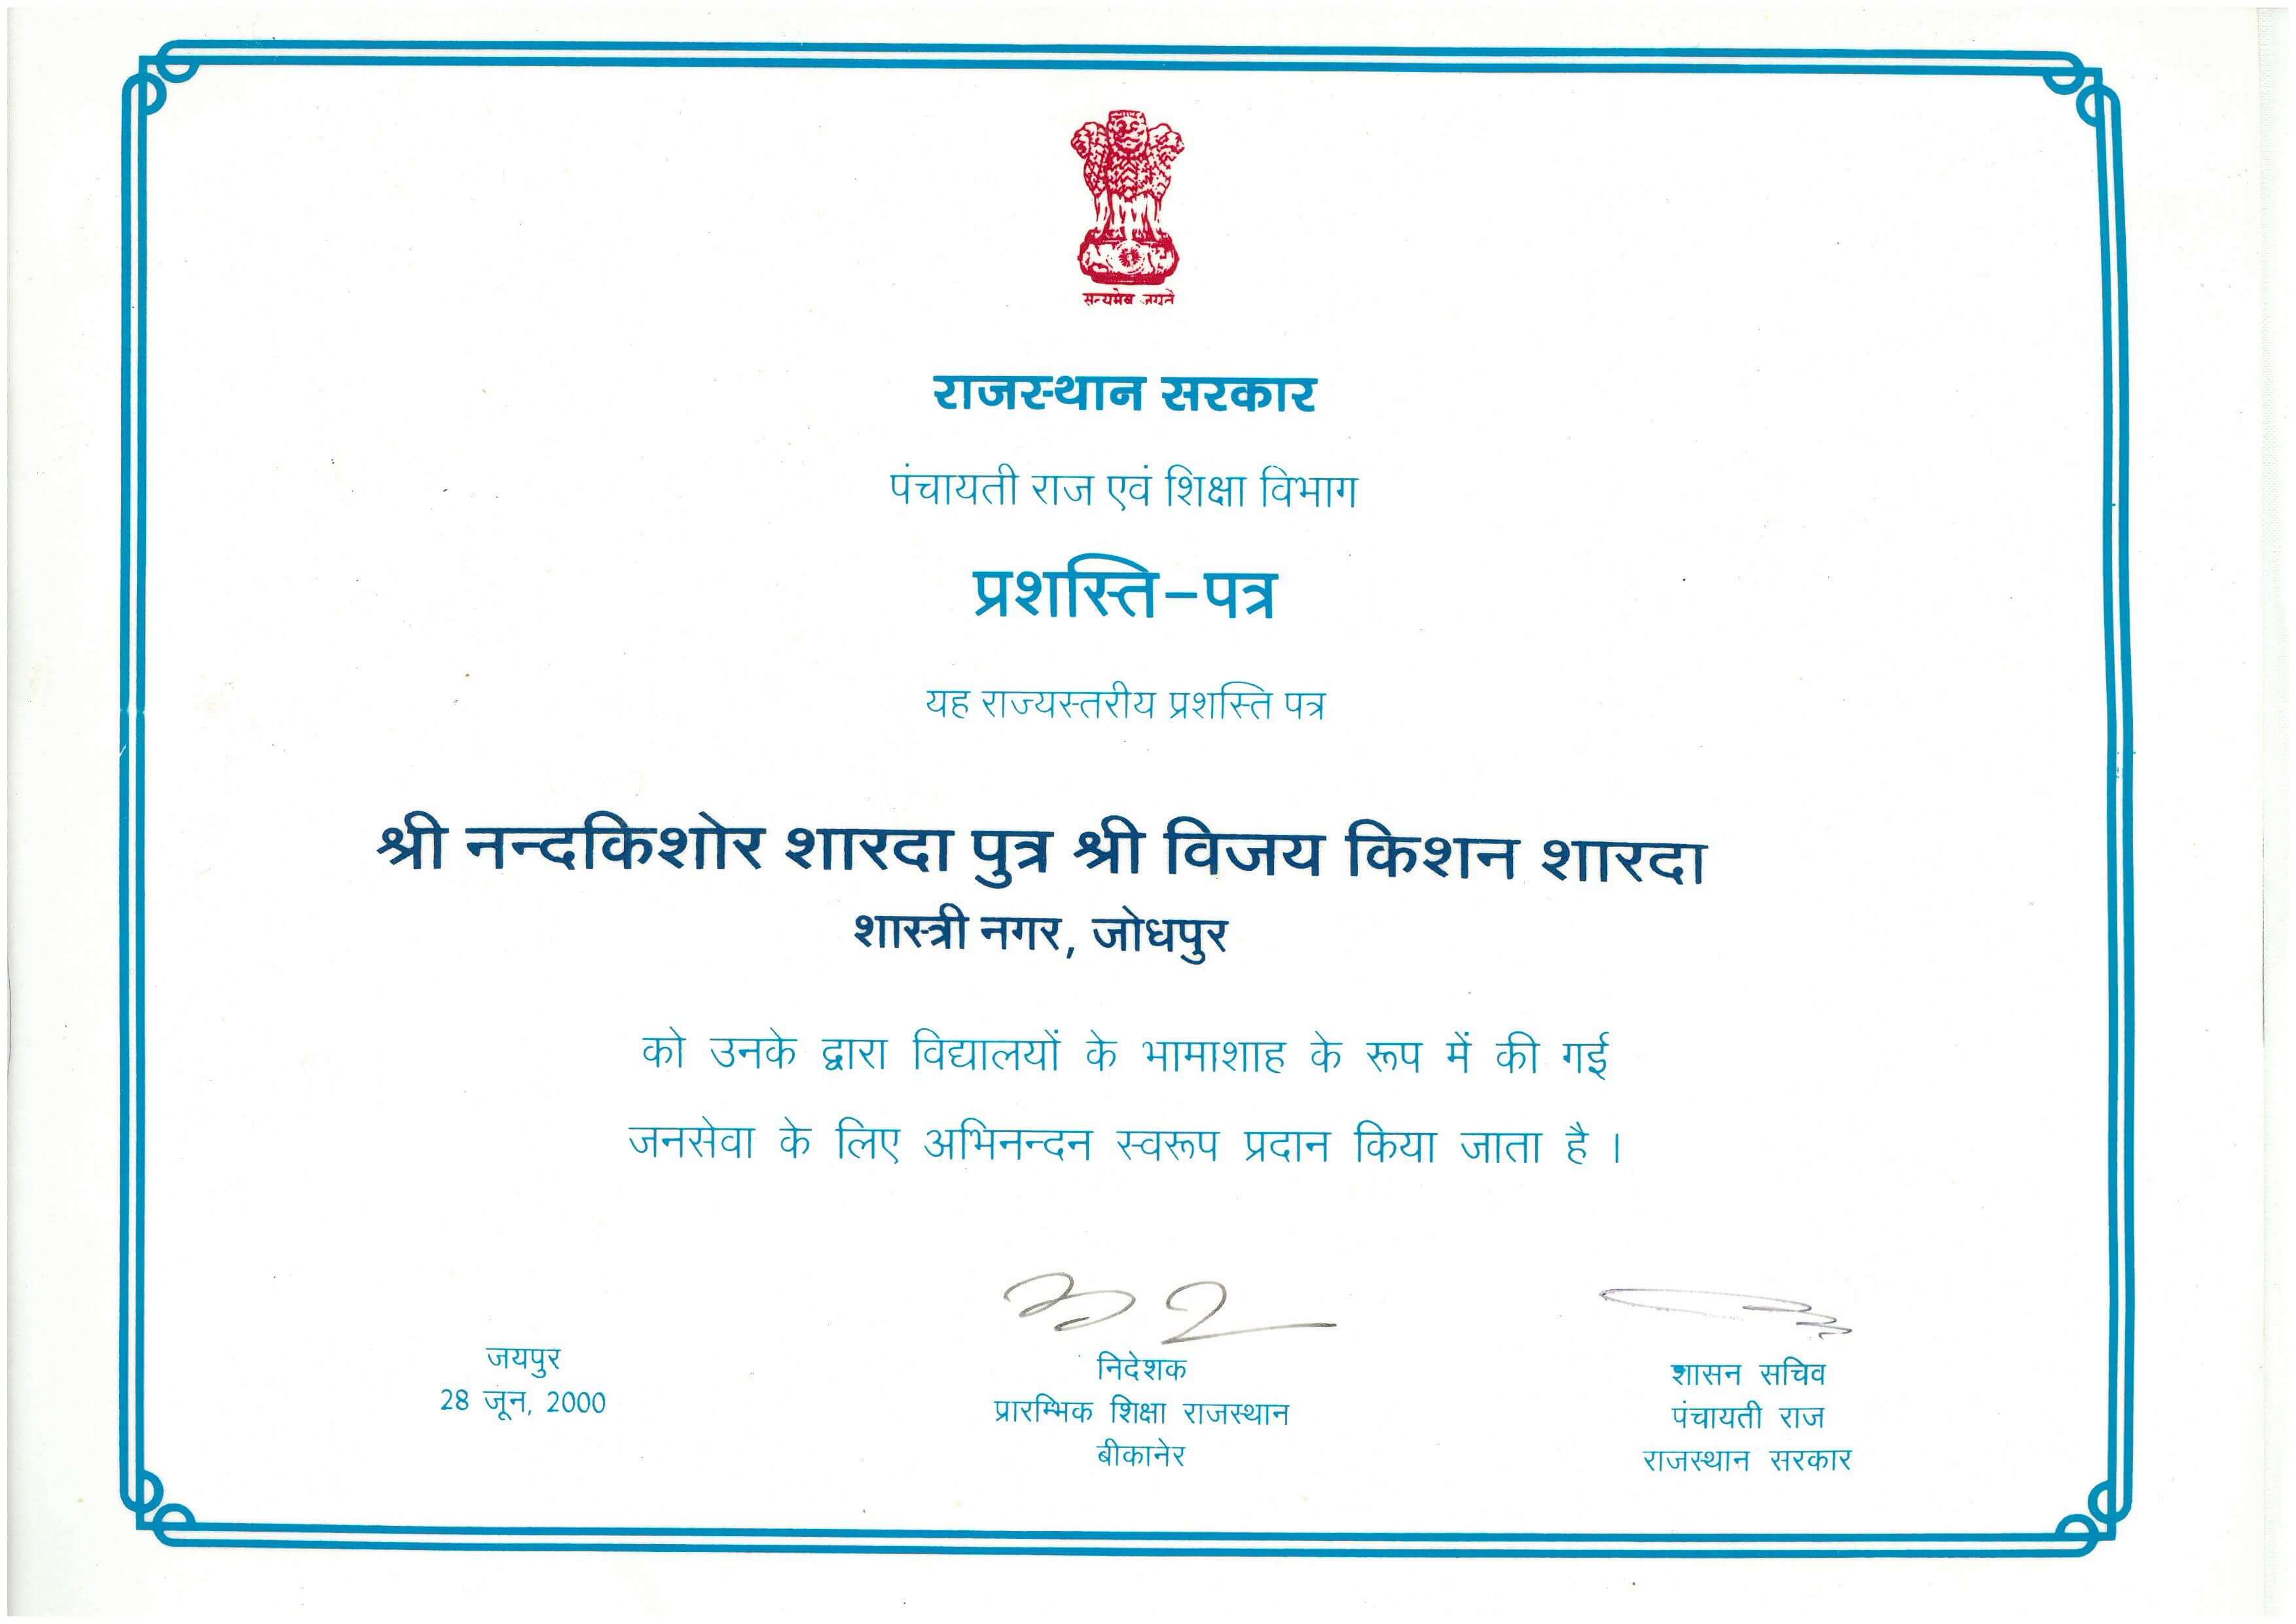 सत्यमेव जयते
राजस्थान सरकार
पंचायती राज एवं शिक्षा विभाग
प्रशस्ति-पत्र
यह राज्यस्तरीय प्रशस्ति पत्र
श्री नन्दकिशोर शारदा पुत्र श्री विजय किशन शारदा
शास्त्री नगर, जोधपुर
को उनके द्वारा विद्यालयों के भामाशाह के रूप में की गई
जनसेवा के लिए अभिनन्दन स्वरूप प्रदान किया जाता है ।
जयपुर
28 जून, 2000
निदेशक
प्रारम्भिक शिक्षा राजस्थान
बीकानेर
शासन सचिव
पंचायती राज
राजस्थान सरकार